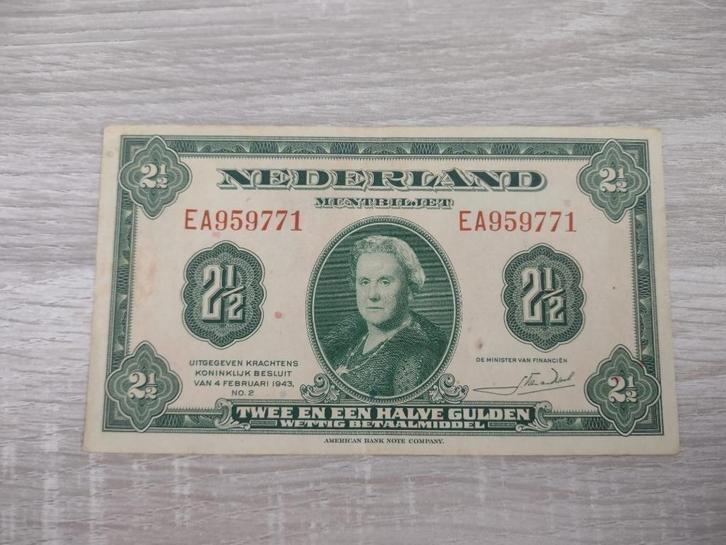 2½ 2½
NEDERLAND
MUNTBILJET
EA959771 EA959771
2½ 2½
UITGEGEVEN KRACHTENS
KONINKLIJK BESLUIT
VAN 4 FEBRUARI 1943,
NO. 2
DE MINISTER VAN FINANCIËN
2½ 2½
TWEE EN EEN HALVE GULDEN
WETTIG BETAALMIDDEL
AMERICAN BANK NOTE COMPANY.